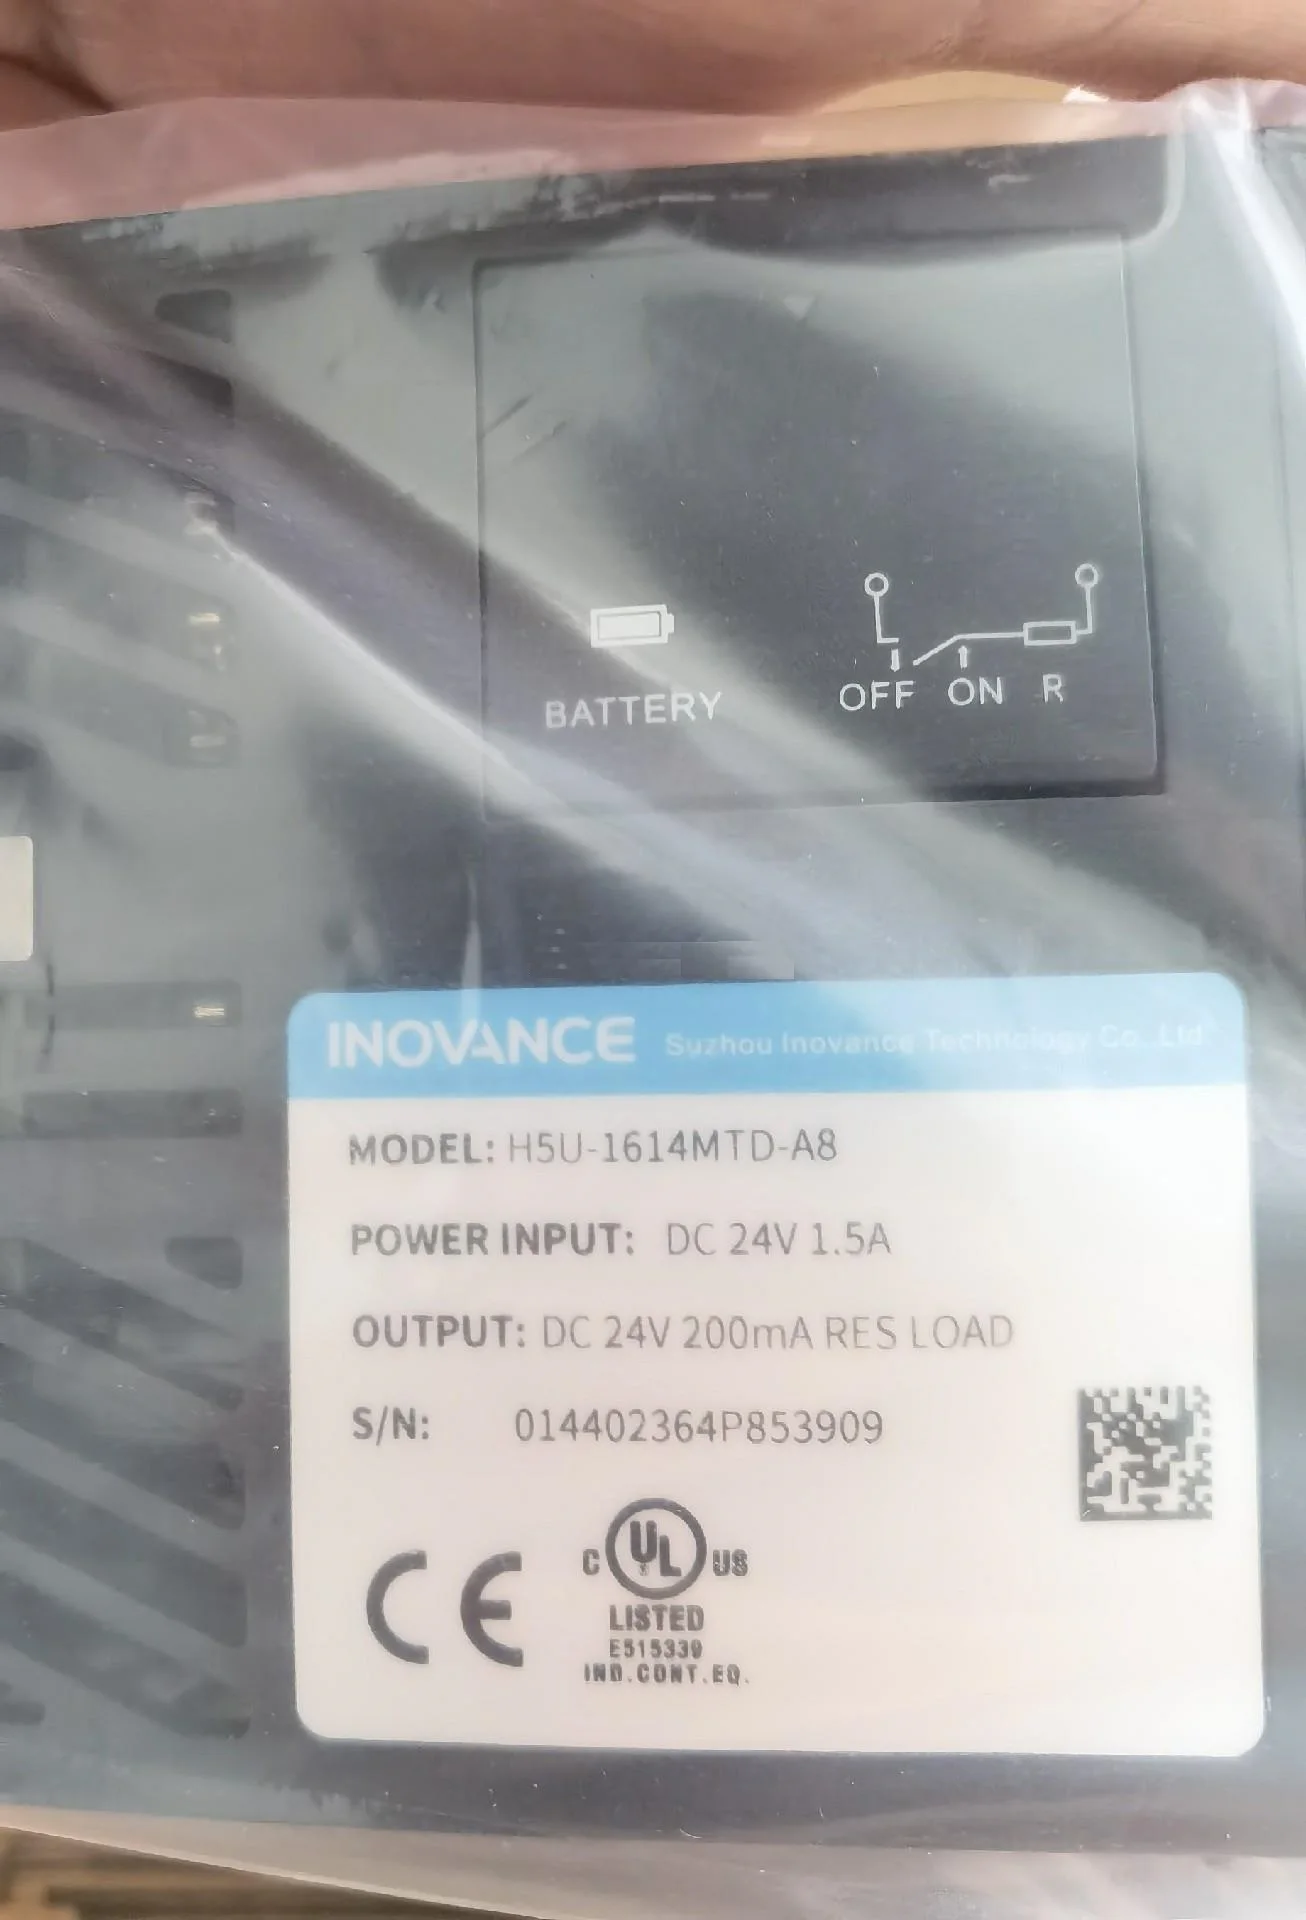 BATTERY
OFF ON R
INOVANCE Suzhou Inovance Technology Co.,Ltd.
MODEL: H5U-1614MTD-A8
POWER INPUT: DC 24V 1.5A
OUTPUT: DC 24V 200mA RES LOAD
S/N: 014402364P853909
CE
C UL US
LISTED
E515339
IND.CONT.EQ.